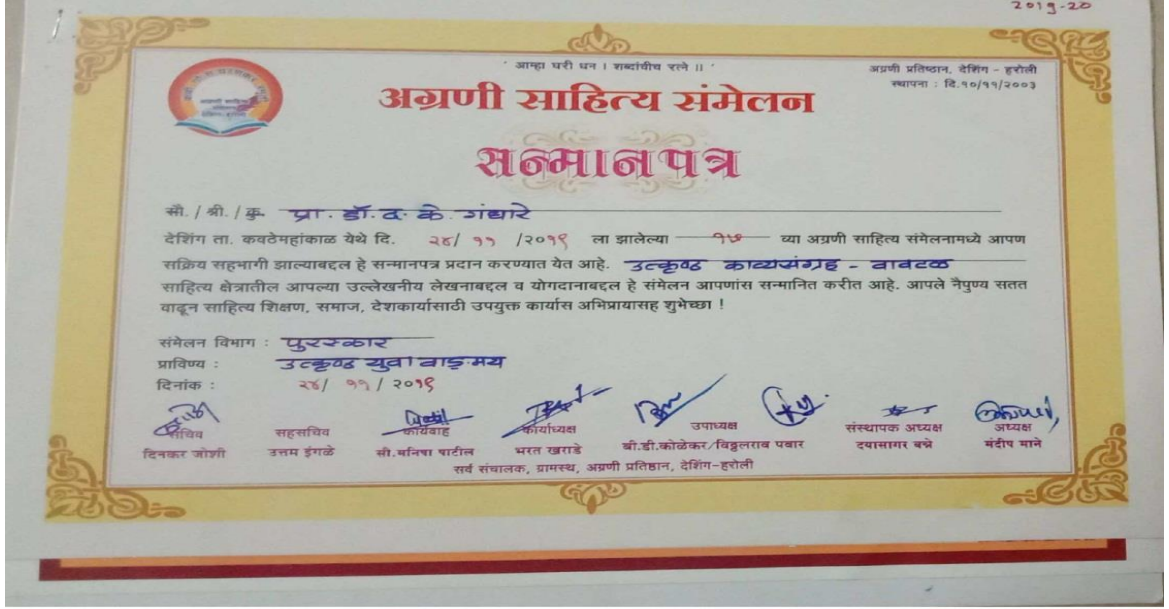 2019-20
' आम्हा घरी धन । शब्दांचीच रत्ने ॥ '
अग्रणी प्रतिष्ठान, देशिंग - हरोली
स्थापना : दि.१०/११/२००३
अग्रणी साहित्य संमेलन
सन्मानपत्र
सौ. / श्री. / कु. प्रा. डॉ. द. के. गंधारे
देशिंग ता. कवठेमहांकाळ येथे दि. २४/ ११ /२०१९ ला झालेल्या १७ व्या अग्रणी साहित्य संमेलनामध्ये आपण
सक्रिय सहभागी झाल्याबद्दल हे सन्मानपत्र प्रदान करण्यात येत आहे. उत्कृष्ठ काव्यसंग्रह - वावटळ
साहित्य क्षेत्रातील आपल्या उल्लेखनीय लेखनाबद्दल व योगदानाबद्दल हे संमेलन आपणांस सन्मानित करीत आहे. आपले नैपुण्य सतत
वाढून साहित्य शिक्षण, समाज, देशकार्यासाठी उपयुक्त कार्यास अभिप्रायासह शुभेच्छा !
संमेलन विभाग : पुरस्कार
प्राविण्य : उत्कृष्ठ युवा वाङ्मय
दिनांक : २४/ ११ / २०१९
सचिव सहसचिव कार्यवाह कार्याध्यक्ष उपाध्यक्ष संस्थापक अध्यक्ष अध्यक्ष
दिनकर जोशी उत्तम इंगळे सौ.मनिषा पाटील भरत खराडे बी.डी.कोळेकर/विठ्ठलराव पवार दयासागर बन्ने मंदीप माने
सर्व संचालक, ग्रामस्थ, अग्रणी प्रतिष्ठान, देशिंग-हरोली